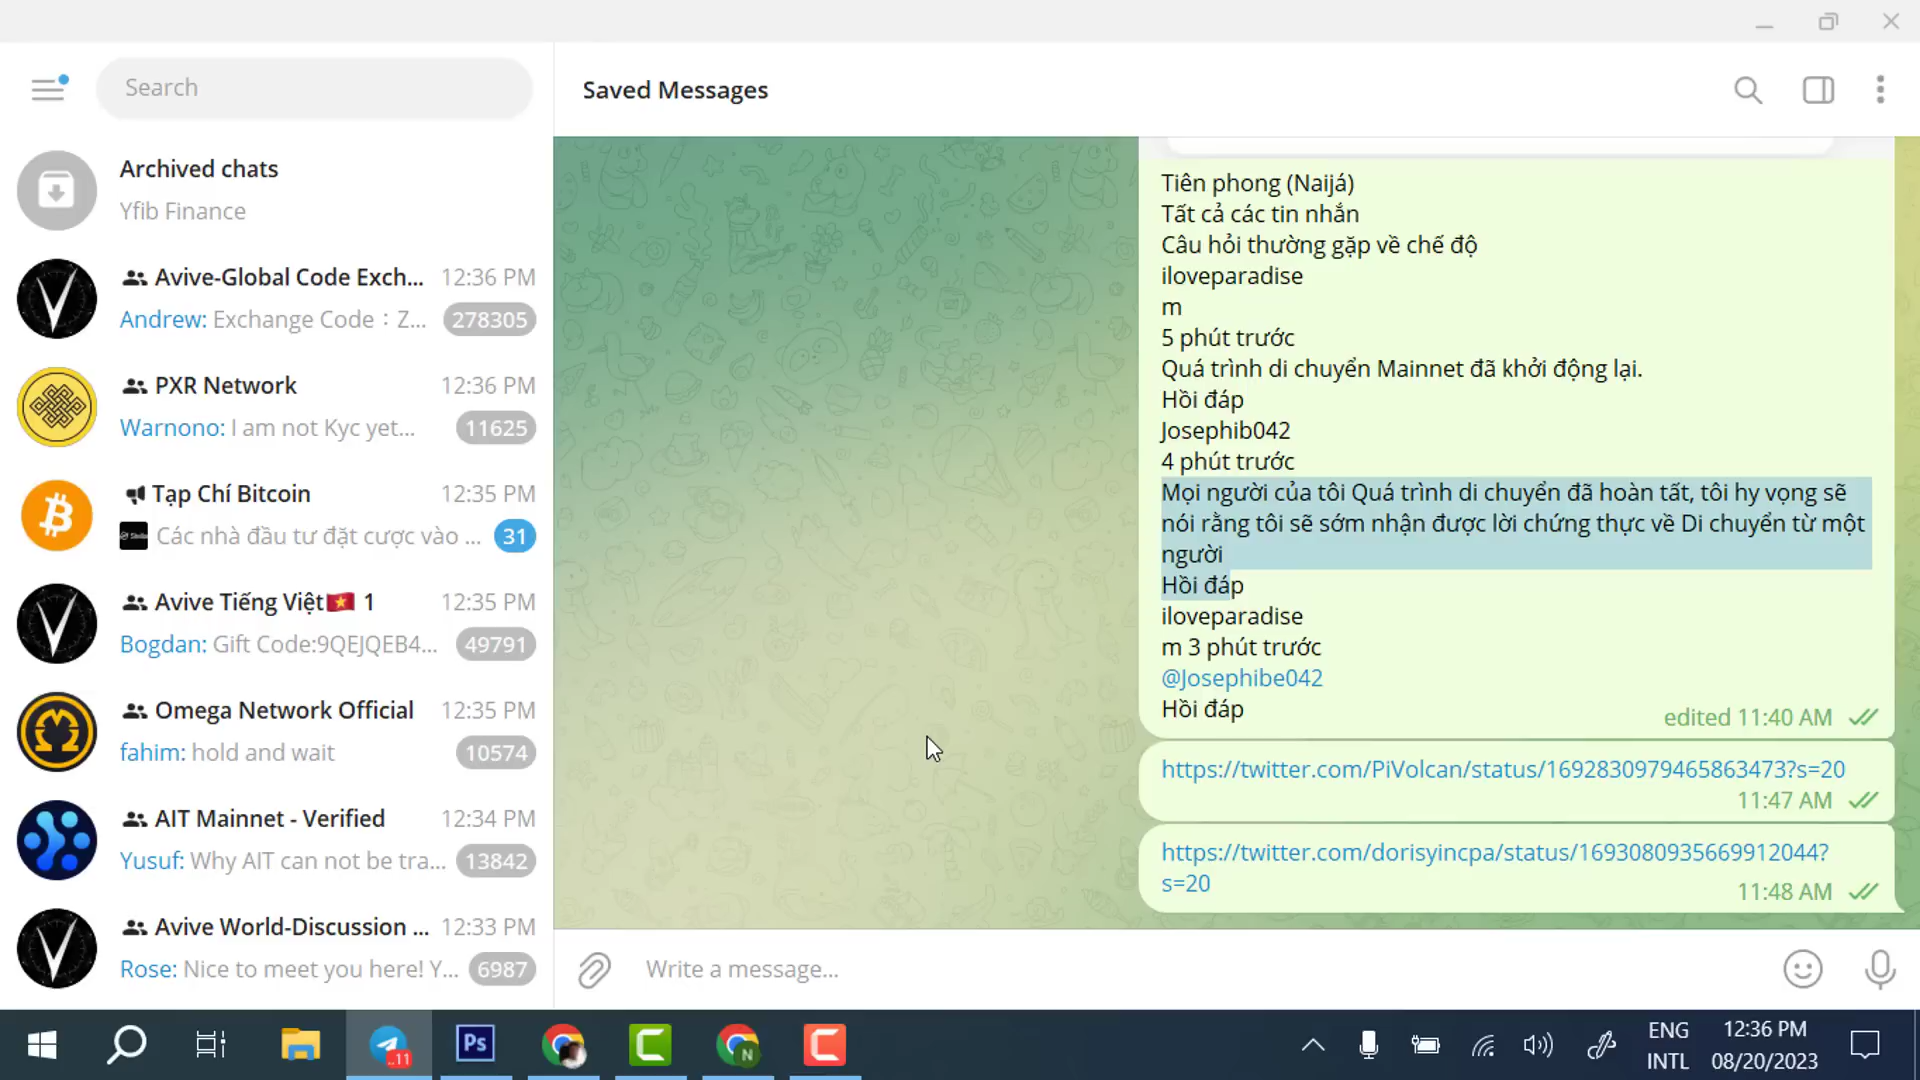 Search
Saved Messages
Archived chats
Yfib Finance
Avive-Global Code Exch... 12:36 PM
Andrew: Exchange Code : Z... 278305
PXR Network 12:36 PM
Warnono: I am not Kyc yet... 11625
Tạp Chí Bitcoin 12:35 PM
Các nhà đầu tư đặt cược vào ... 31
Avive Tiếng Việt 1 12:35 PM
Bogdan: Gift Code:9QEJQEB4... 49791
Omega Network Official 12:35 PM
fahim: hold and wait 10574
AIT Mainnet - Verified 12:34 PM
Yusuf: Why AIT can not be tra... 13842
Avive World-Discussion ... 12:33 PM
Rose: Nice to meet you here! Y... 6987
Tiên phong (Naijá)
Tất cả các tin nhắn
Câu hỏi thường gặp về chế độ
iloveparadise
m
5 phút trước
Quá trình di chuyển Mainnet đã khởi động lại.
Hồi đáp
Josephib042
4 phút trước
Mọi người của tôi Quá trình di chuyển đã hoàn tất, tôi hy vọng sẽ
nói rằng tôi sẽ sớm nhận được lời chứng thực về Di chuyển từ một
người
Hồi đáp
iloveparadise
m 3 phút trước
@Josephibe042
Hồi đáp
edited 11:40 AM
https://twitter.com/PiVolcan/status/1692830979465863473?s=20
11:47 AM
https://twitter.com/dorisyincpa/status/1693080935669912044?
s=20
11:48 AM
Write a message...
..11
Ps
N
ENG
INTL
12:36 PM
08/20/2023